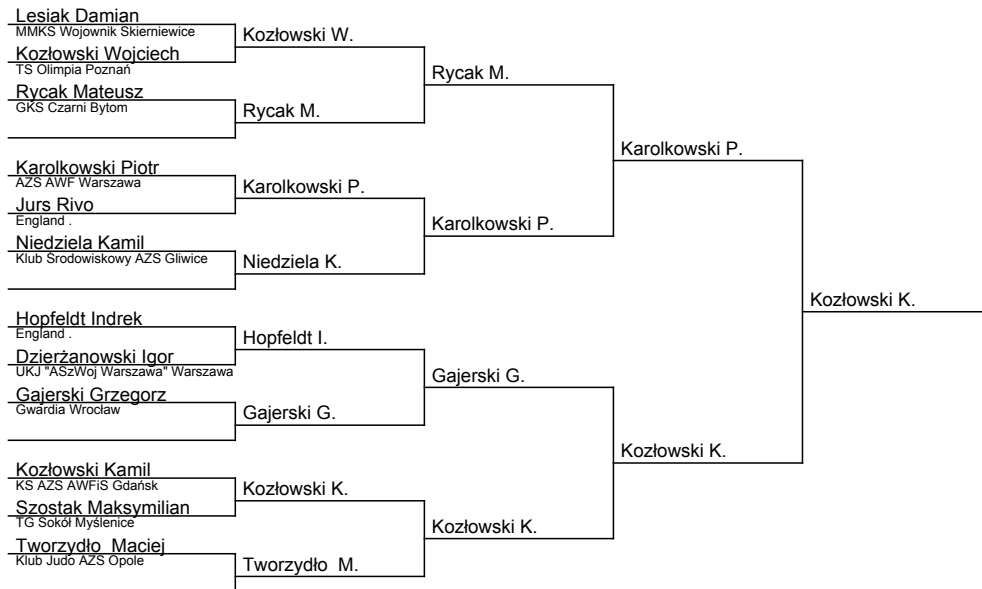 Lesiak Damian
MMKS Wojownik Skierniewice
Kozłowski Wojciech
TS Olimpia Poznań
Rycak Mateusz
GKS Czarni Bytom
Karolkowski Piotr
AZS AWF Warszawa
Jurs Rivo
England .
Niedziela Kamil
Klub Środowiskowy AZS Gliwice
Hopfeldt Indrek
England .
Dzierżanowski Igor
UKJ "ASzWoj Warszawa" Warszawa
Gajerski Grzegorz
Gwardia Wrocław
Kozłowski Kamil
KS AZS AWFiS Gdańsk
Szostak Maksymilian
TG Sokół Myślenice
Tworzydło  Maciej
Klub Judo AZS Opole
Kozłowski W.
Rycak M.
Karolkowski P.
Niedziela K.
Hopfeldt I.
Gajerski G.
Kozłowski K.
Tworzydło  M.
Rycak M.
Karolkowski P.
Gajerski G.
Kozłowski K.
Karolkowski P.
Kozłowski K.
Kozłowski K.